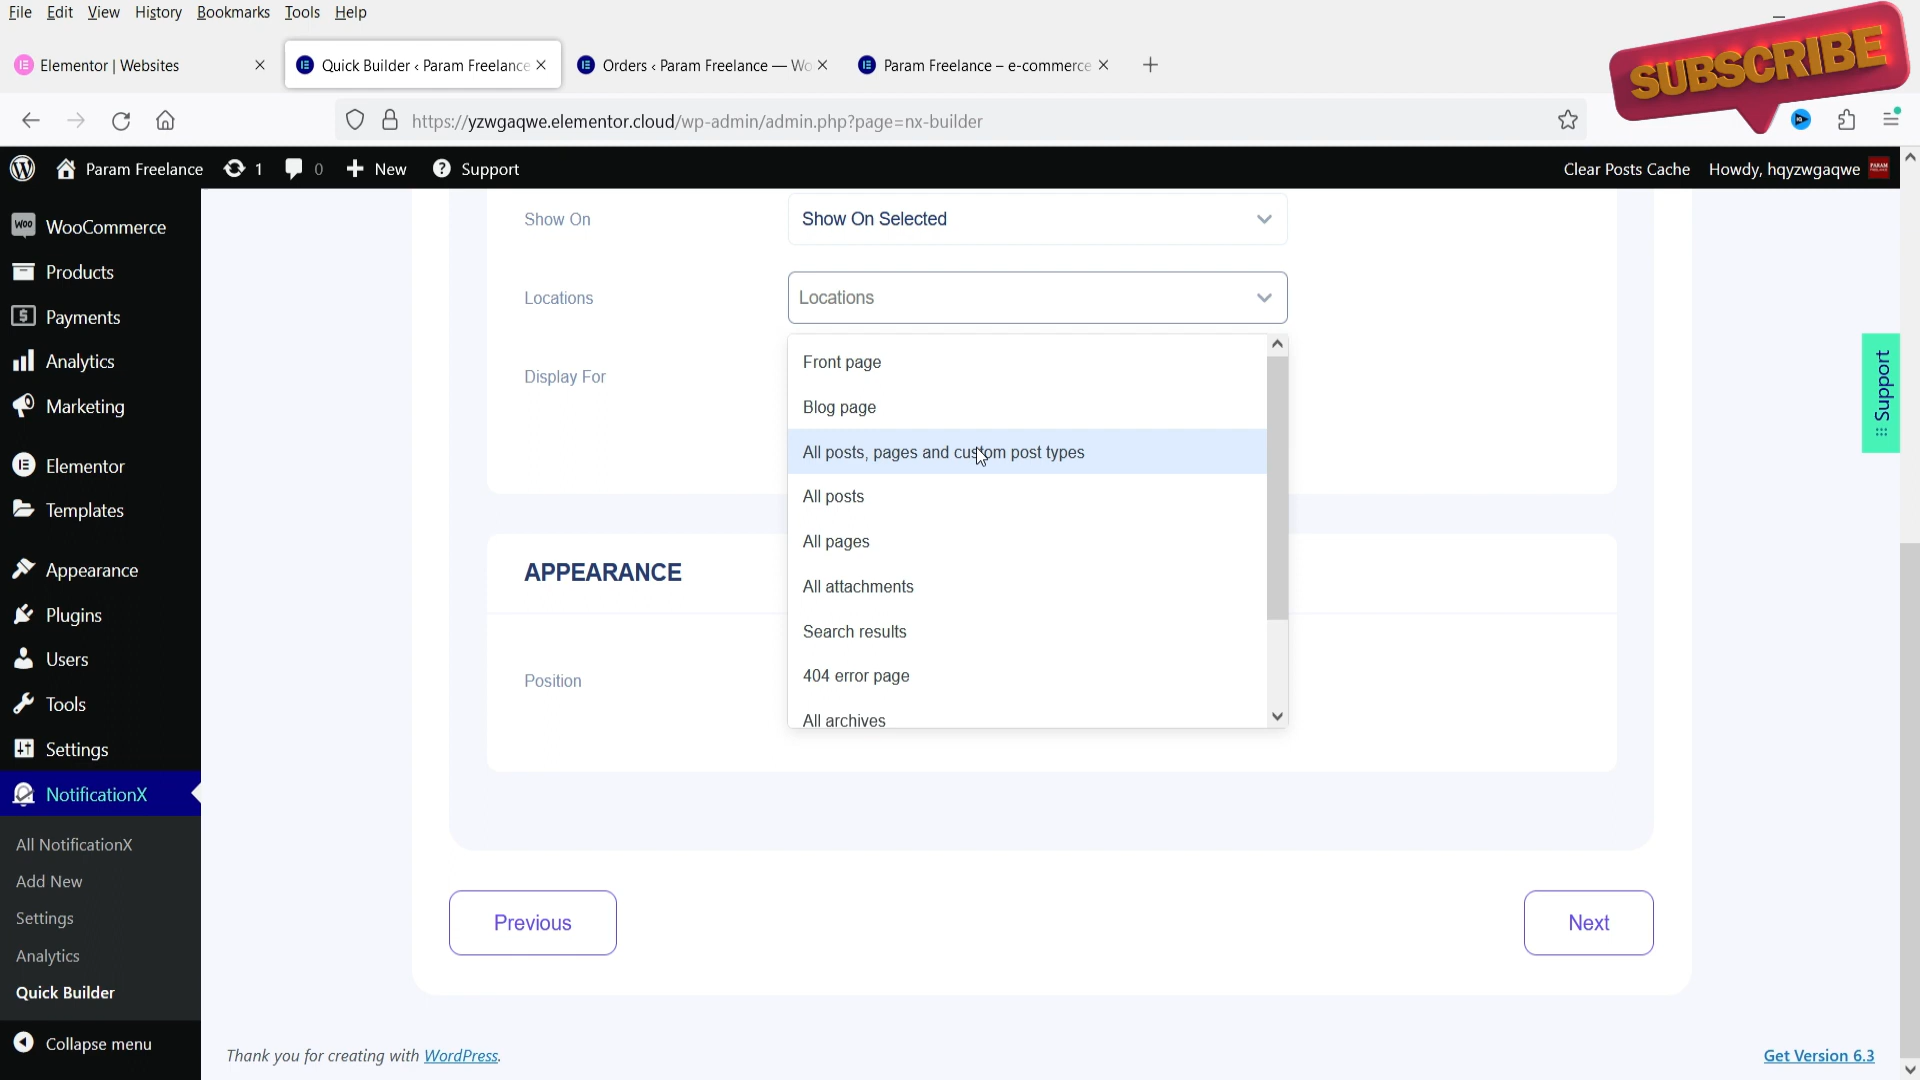 File Edit View History Bookmarks Tools Help
SUBSCRIBE
Elementor | Websites
Quick Builder ‹ Param Freelance
Orders ‹ Param Freelance — Wo
Param Freelance – e-commerce
https://yzwgaqwe.elementor.cloud/wp-admin/admin.php?page=nx-builder
Param Freelance 1 0 New Support Clear Posts Cache Howdy, hqyzwgaqwe
WooCommerce
Products
Payments
Analytics
Marketing
Elementor
Templates
Appearance
Plugins
Users
Tools
Settings
NotificationX
All NotificationX
Add New
Settings
Analytics
Quick Builder
Collapse menu
Show On
Show On Selected
Locations
Locations
Display For
Front page
Blog page
All posts, pages and custom post types
All posts
All pages
All attachments
Search results
404 error page
All archives
APPEARANCE
Position
Previous
Next
Support
Thank you for creating with WordPress.
Get Version 6.3